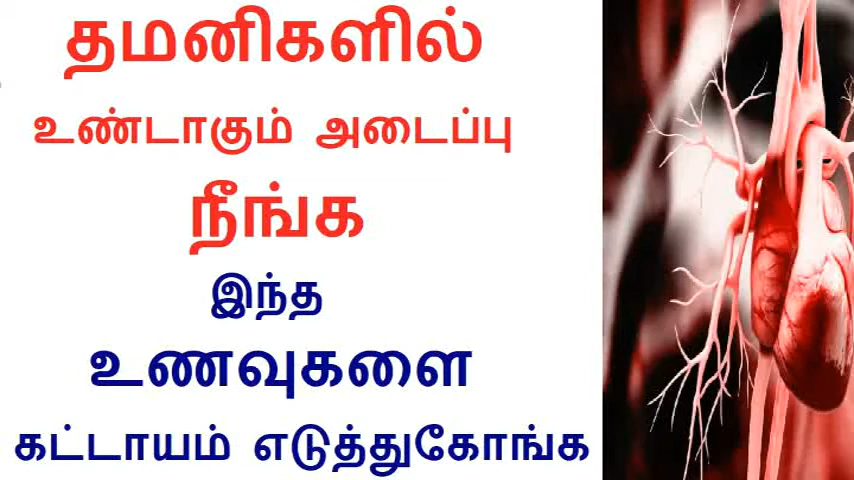 தமனிகளில்
உண்டாகும் அடைப்பு
நீங்க
இந்த
உணவுகளை
கட்டாயம் எடுத்துகோங்க